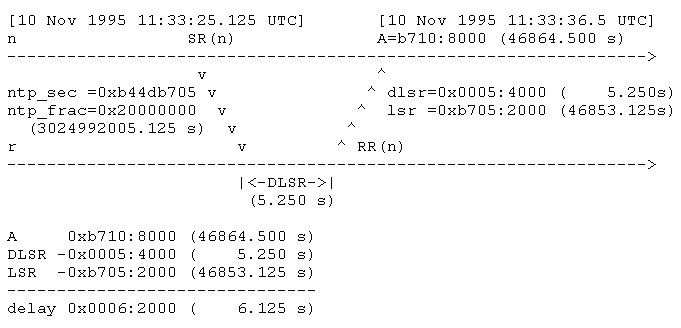 [10 Nov 1995 11:33:25.125 UTC]       [10 Nov 1995 11:33:36.5 UTC]
n                 SR(n)              A=b710:8000 (46864.500 s)
---------------------------------------------------------------->
                   v                 ^
ntp_sec =0xb44db705 v               ^ dlsr=0x0005:4000 (    5.250s)
ntp_frac=0x20000000  v             ^  lsr =0xb705:2000 (46853.125s)
  (3024992005.125 s)  v           ^
r                      v         ^ RR(n)
---------------------------------------------------------------->
                       |<-DLSR->|
                        (5.250 s)
A     0xb710:8000 (46864.500 s)
DLSR -0x0005:4000 (    5.250 s)
LSR  -0xb705:2000 (46853.125 s)
-------------------------------
delay 0x0006:2000 (    6.125 s)